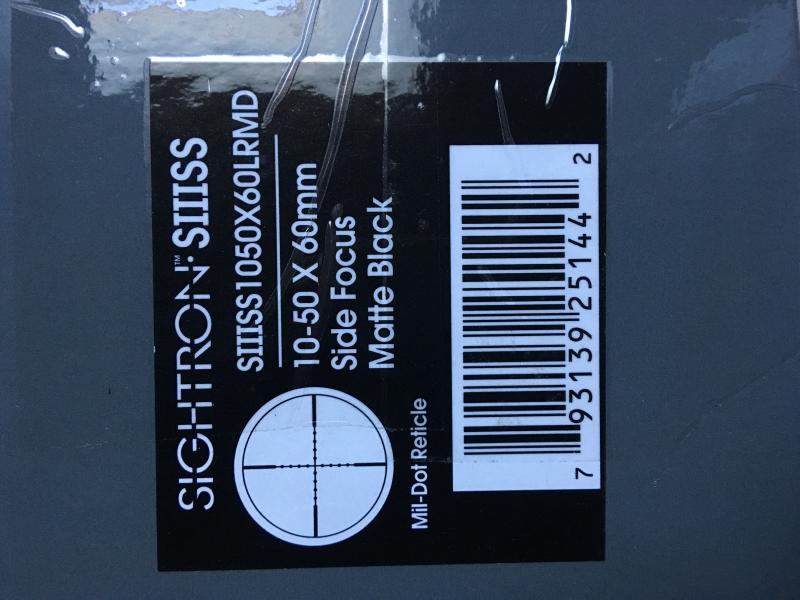 SIGHTRON™ SIIISS
SIIISS1050X60LRMD
10-50 X 60mm
Side Focus
Matte Black
Mil-Dot Reticle
7 93139 25144 2